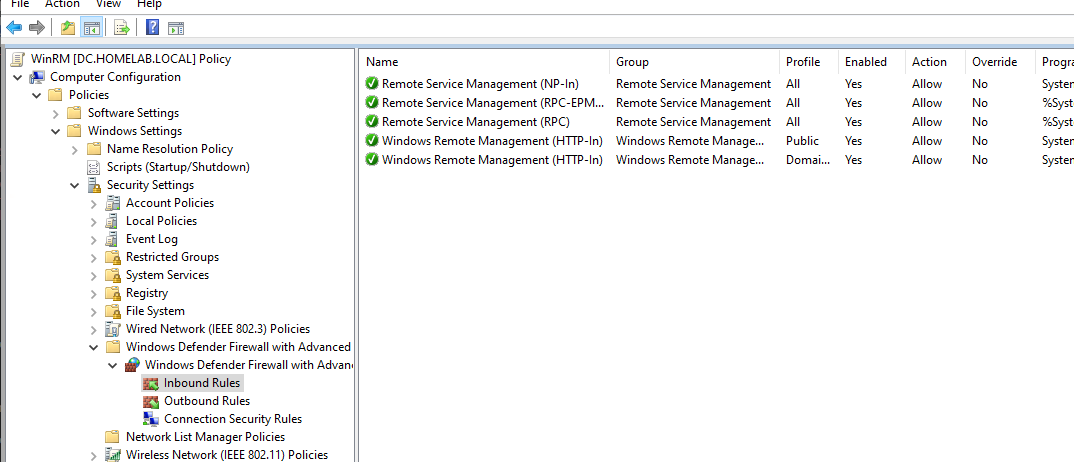 File Action View Help
WinRM [DC.HOMELAB.LOCAL] Policy
Computer Configuration
Policies
Software Settings
Windows Settings
Name Resolution Policy
Scripts (Startup/Shutdown)
Security Settings
Account Policies
Local Policies
Event Log
Restricted Groups
System Services
Registry
File System
Wired Network (IEEE 802.3) Policies
Windows Defender Firewall with Advanced
Windows Defender Firewall with Advan
Inbound Rules
Outbound Rules
Connection Security Rules
Network List Manager Policies
Wireless Network (IEEE 802.11) Policies
Name Group Profile Enabled Action Override Progra
Remote Service Management (NP-In) Remote Service Management All Yes Allow No System
Remote Service Management (RPC-EPM... Remote Service Management All Yes Allow No %Syst
Remote Service Management (RPC) Remote Service Management All Yes Allow No %Syst
Windows Remote Management (HTTP-In) Windows Remote Manage... Public Yes Allow No System
Windows Remote Management (HTTP-In) Windows Remote Manage... Domai... Yes Allow No System